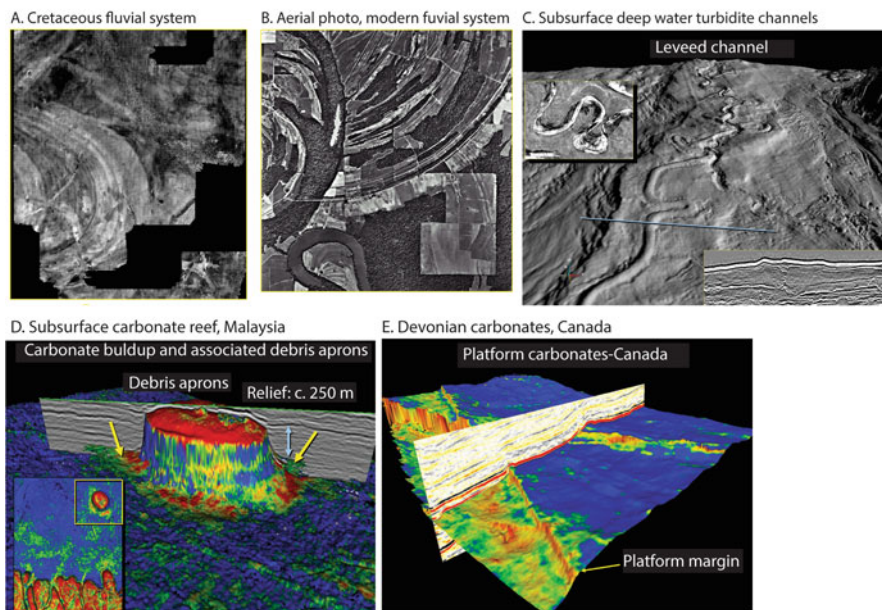 A. Cretaceous fluvial system
B. Aerial photo, modern fuvial system
C. Subsurface deep water turbidite channels
Leveed channel
D. Subsurface carbonate reef, Malaysia
Carbonate buldup and associated debris aprons
Debris aprons
Relief: c. 250 m
E. Devonian carbonates, Canada
Platform carbonates-Canada
Platform margin